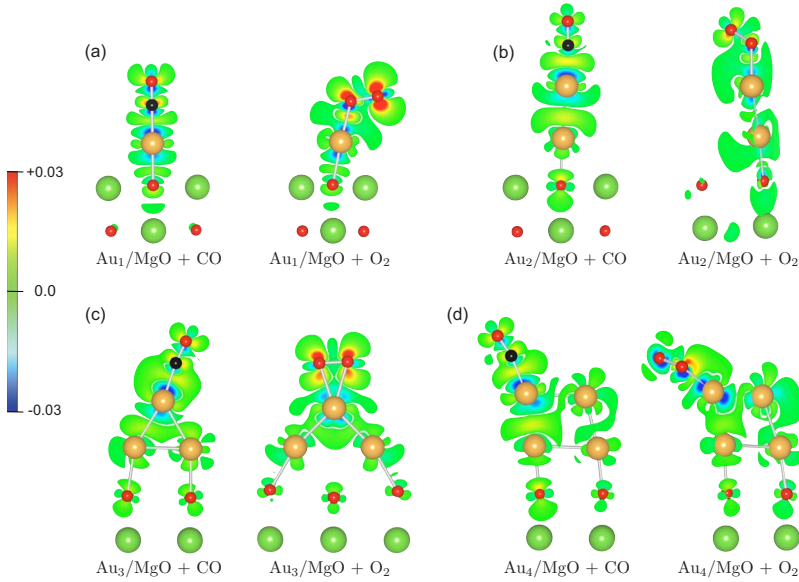 (a)
(b)
+0.03
0.0
-0.03
Au₁/MgO + CO
Au₁/MgO + O₂
Au₂/MgO + CO
Au₂/MgO + O₂
(c)
(d)
Au₃/MgO + CO
Au₃/MgO + O₂
Au₄/MgO + CO
Au₄/MgO + O₂